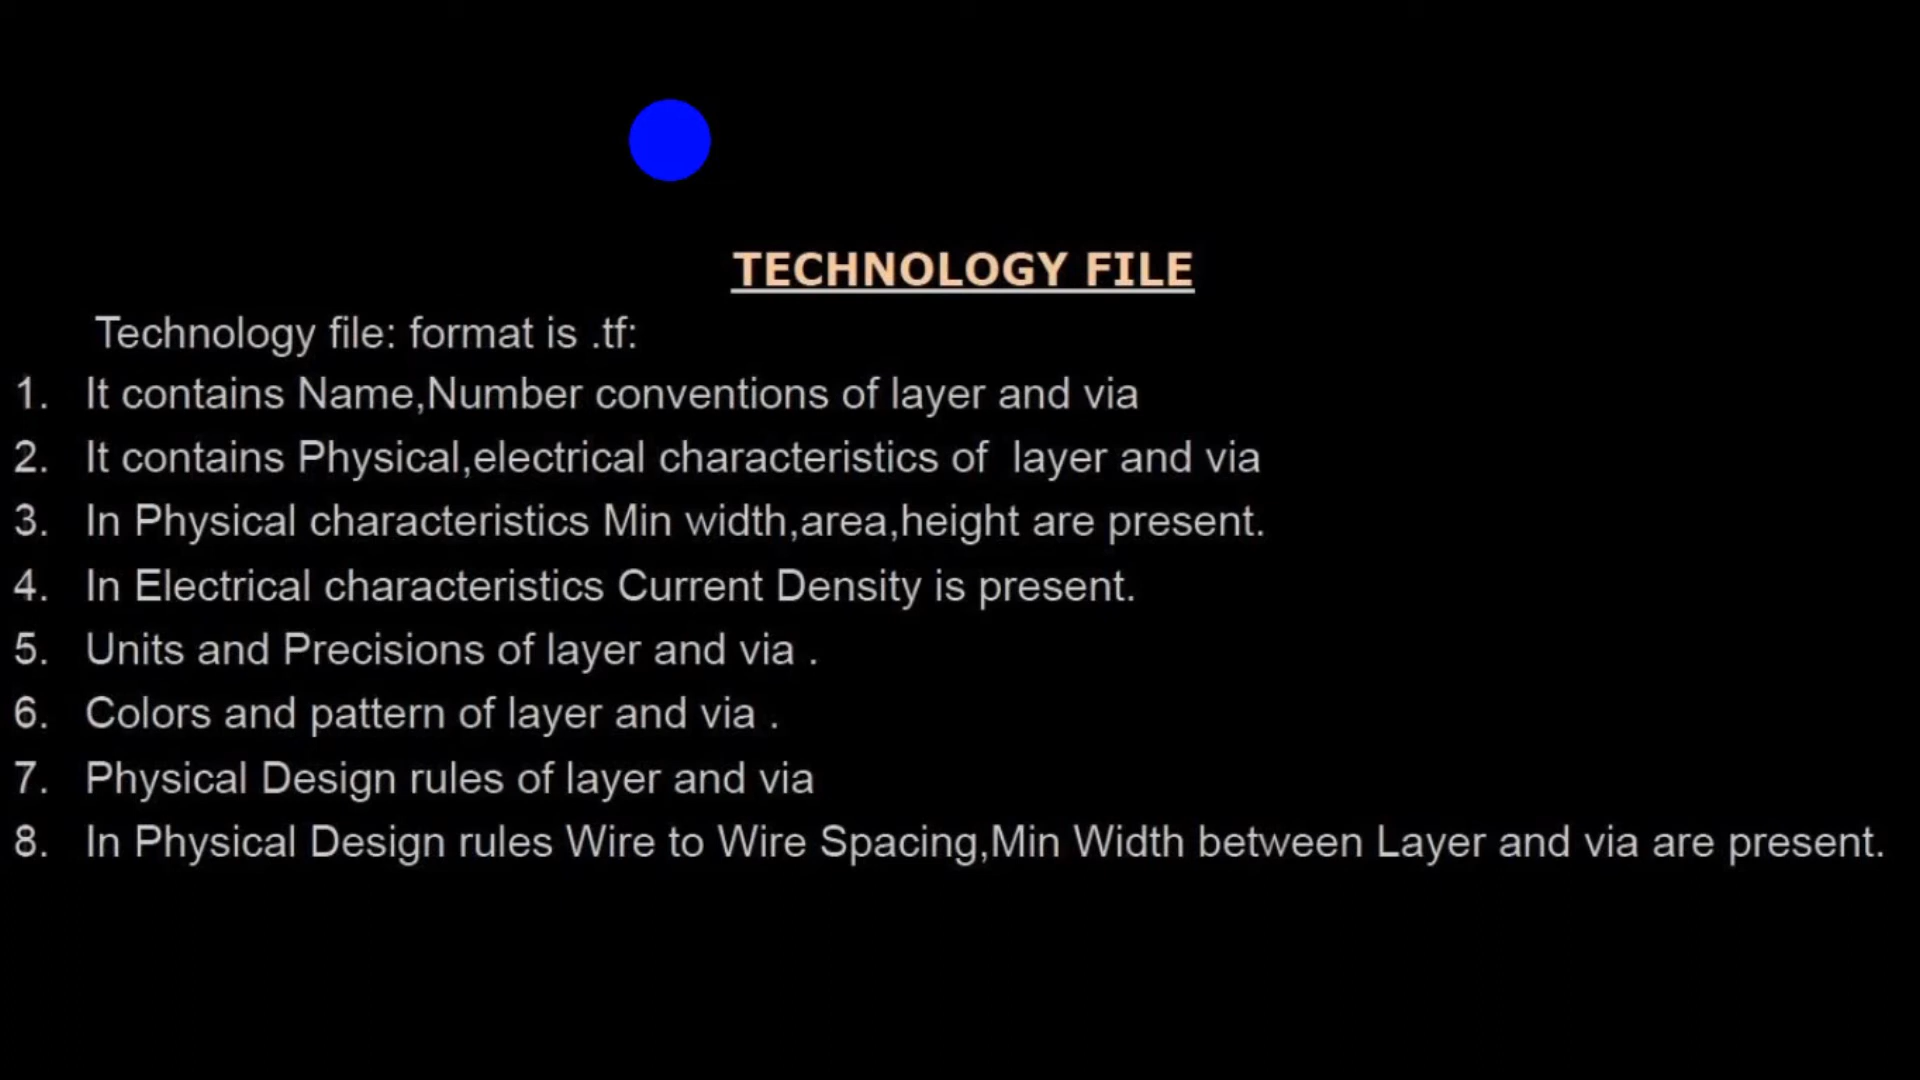 TECHNOLOGY FILE
Technology file: format is .tf:
1. It contains Name,Number conventions of layer and via
2. It contains Physical,electrical characteristics of layer and via
3. In Physical characteristics Min width,area,height are present.
4. In Electrical characteristics Current Density is present.
5. Units and Precisions of layer and via .
6. Colors and pattern of layer and via .
7. Physical Design rules of layer and via
8. In Physical Design rules Wire to Wire Spacing,Min Width between Layer and via are present.